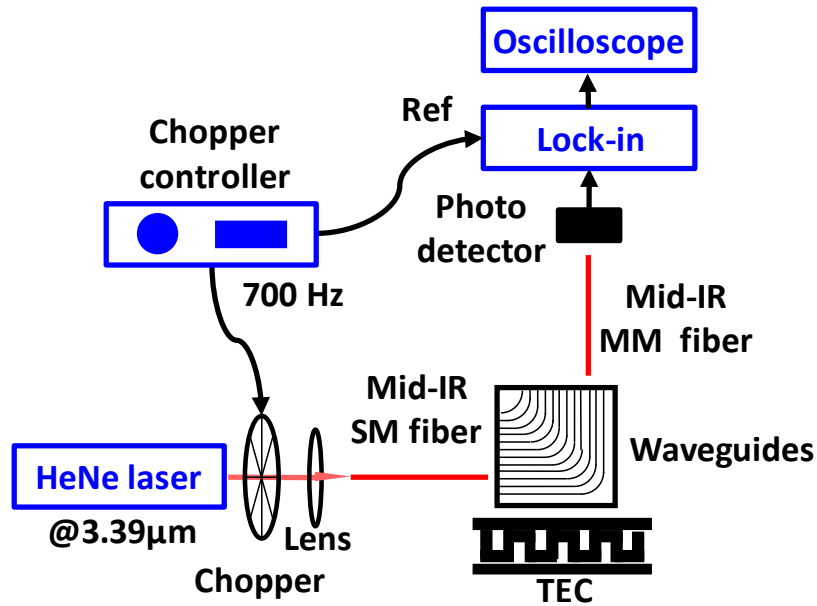 Oscilloscope
Ref
Lock-in
Chopper
controller
Photo
detector
700 Hz
Mid-IR
MM fiber
Mid-IR
SM fiber
Waveguides
HeNe laser
@3.39μm
Lens
Chopper
TEC